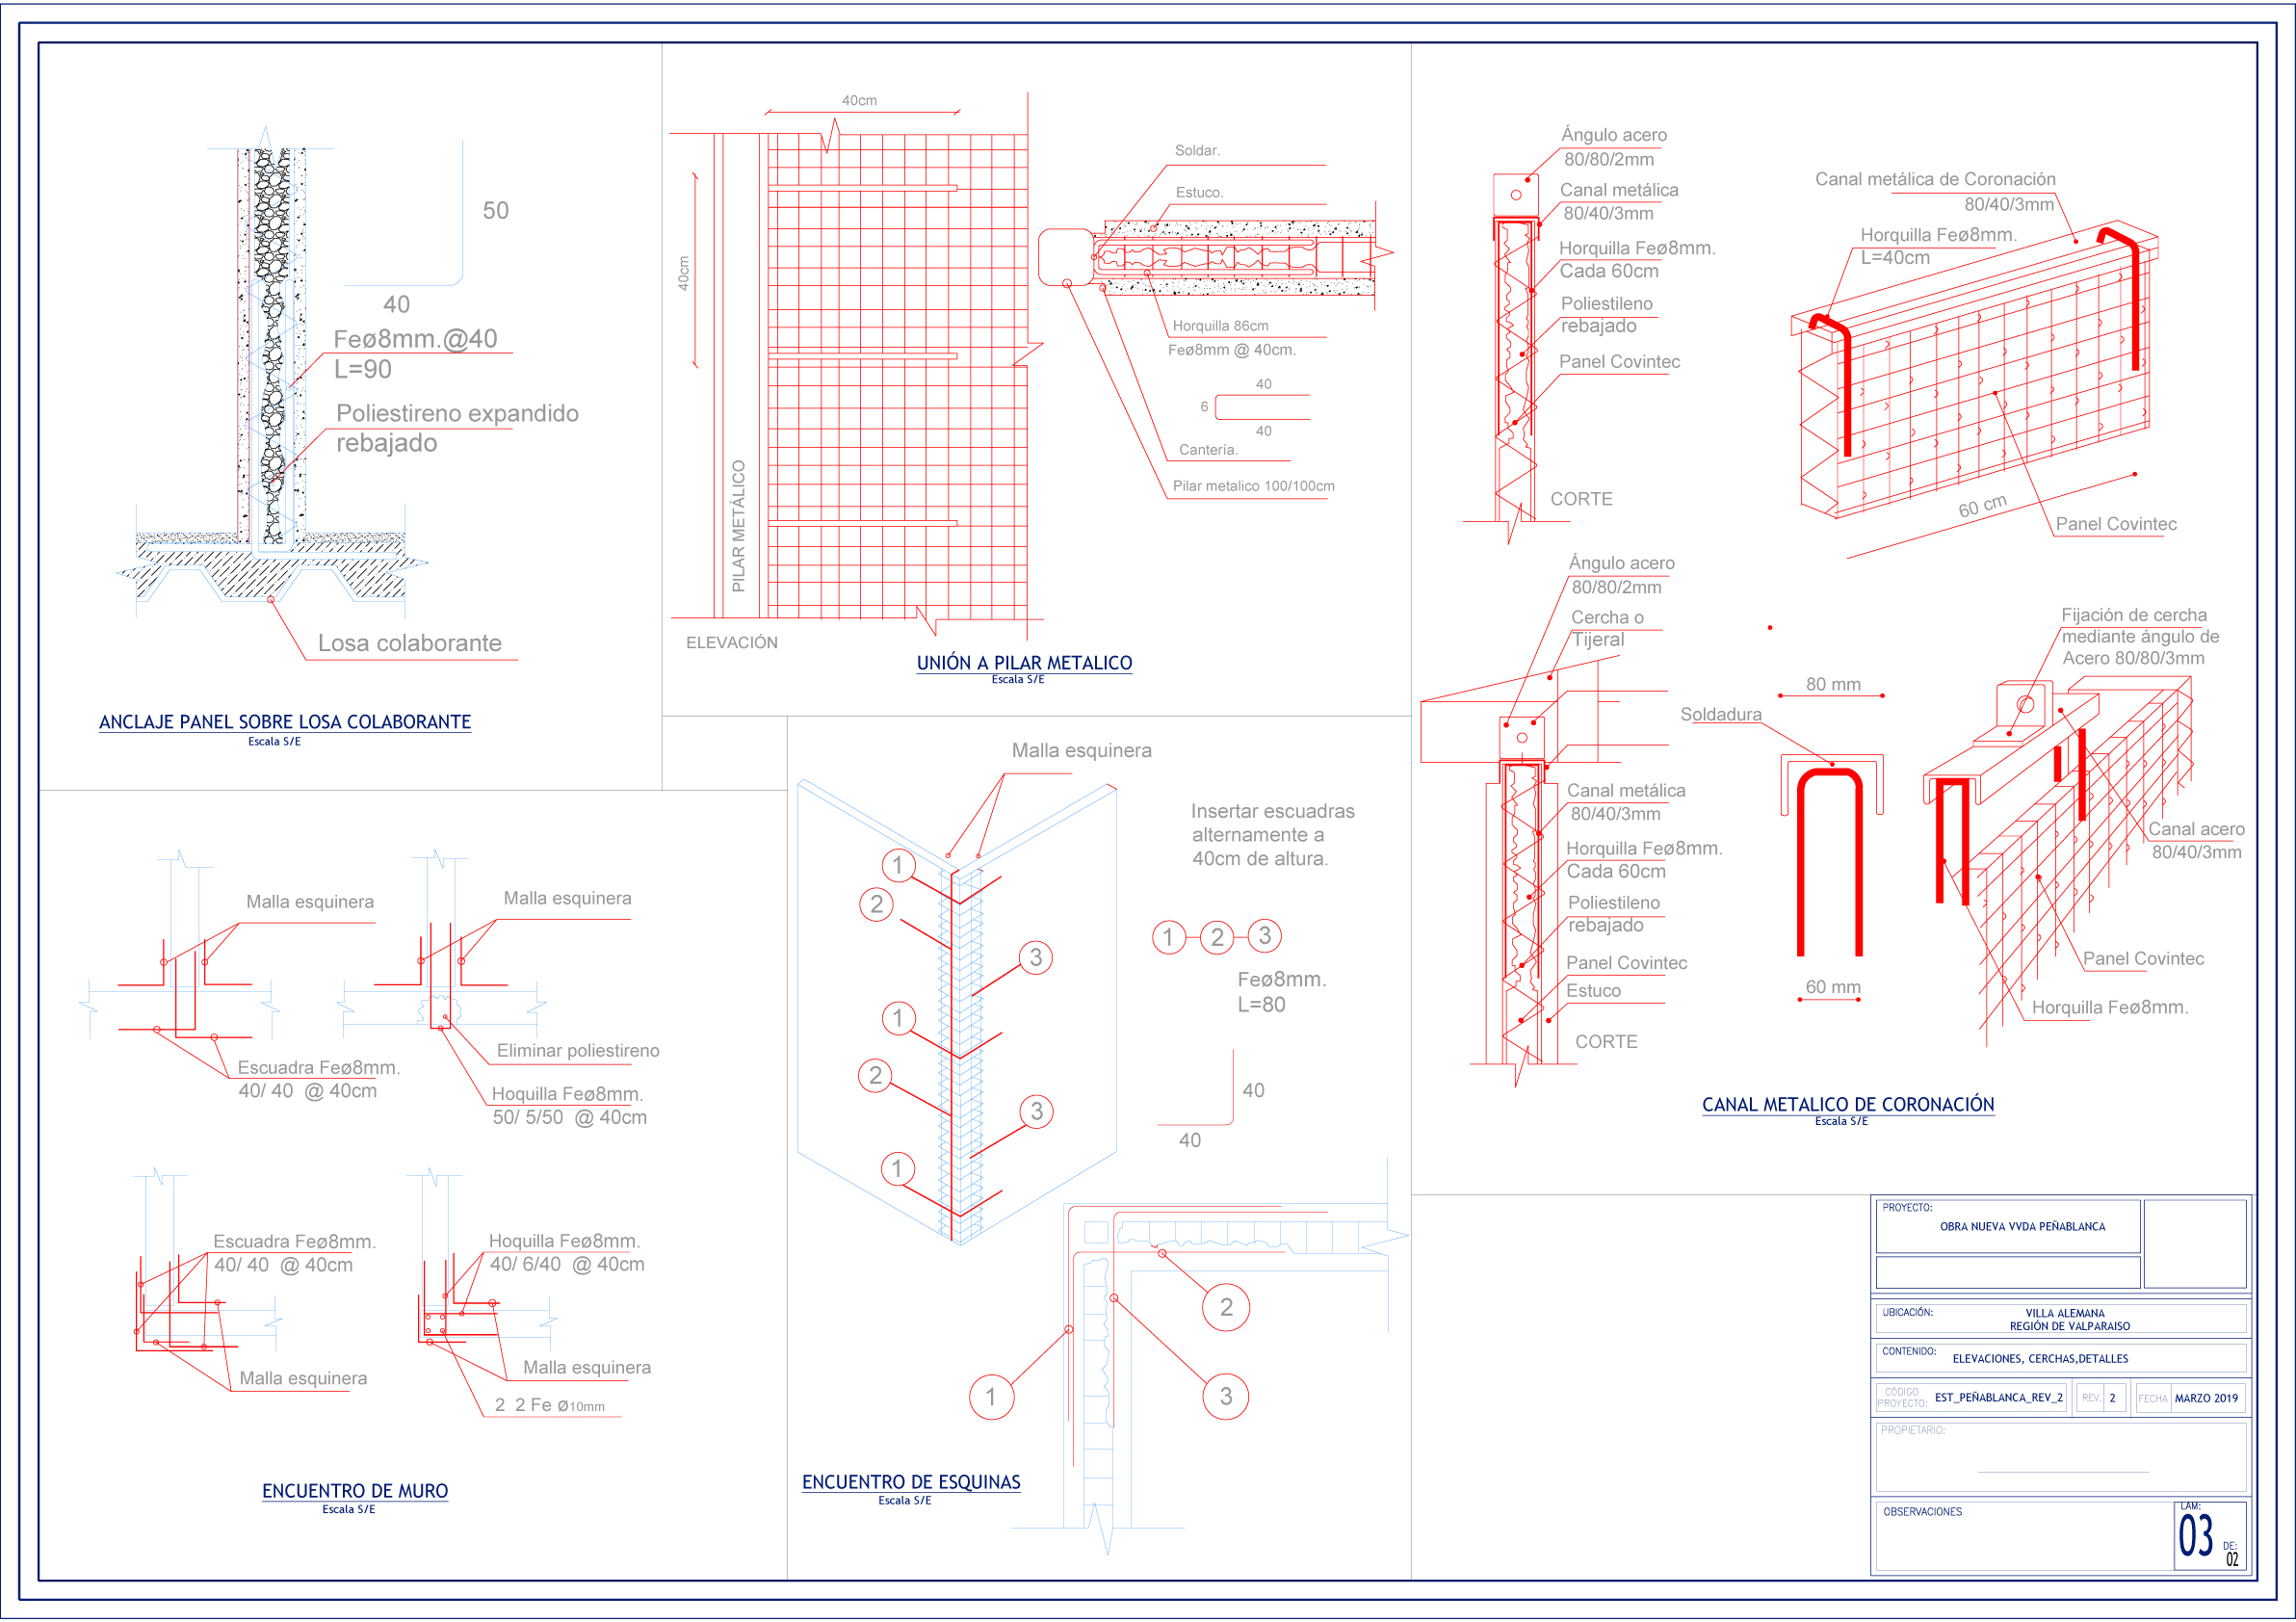 50
40
Feø8mm.@40
L=90
Poliestireno expandido
rebajado
Losa colaborante
ANCLAJE PANEL SOBRE LOSA COLABORANTE
Escala S/E
40cm
40cm
PILAR METÁLICO
ELEVACIÓN
Soldar.
Estuco.
Horquilla 86cm
Feø8mm @ 40cm.
40
6
40
Cantería.
Pilar metalico 100/100cm
UNIÓN A PILAR METALICO
Escala S/E
Ángulo acero
80/80/2mm
Canal metálica
80/40/3mm
Horquilla Feø8mm.
Cada 60cm
Poliestileno
rebajado
Panel Covintec
CORTE
Canal metálica de Coronación
80/40/3mm
Horquilla Feø8mm.
L=40cm
60 cm
Panel Covintec
Ángulo acero
80/80/2mm
Cercha o
Tijeral
Canal metálica
80/40/3mm
Horquilla Feø8mm.
Cada 60cm
Poliestileno
rebajado
Panel Covintec
Estuco
CORTE
80 mm
Soldadura
60 mm
Fijación de cercha
mediante ángulo de
Acero 80/80/3mm
Canal acero
80/40/3mm
Panel Covintec
Horquilla Feø8mm.
CANAL METALICO DE CORONACIÓN
Escala S/E
Malla esquinera
Malla esquinera
Escuadra Feø8mm.
40/ 40 @ 40cm
Eliminar poliestireno
Hoquilla Feø8mm.
50/ 5/50 @ 40cm
Escuadra Feø8mm.
40/ 40 @ 40cm
Malla esquinera
Hoquilla Feø8mm.
40/ 6/40 @ 40cm
Malla esquinera
2 2 Fe ø10mm
ENCUENTRO DE MURO
Escala S/E
Malla esquinera
Insertar escuadras
alternamente a
40cm de altura.
1
2
3
1
2
3
1
1 2 3
Feø8mm.
L=80
40
40
2
1
3
ENCUENTRO DE ESQUINAS
Escala S/E
PROYECTO:
OBRA NUEVA VVDA PEÑABLANCA
UBICACIÓN:
VILLA ALEMANA
REGIÓN DE VALPARAISO
CONTENIDO:
ELEVACIONES, CERCHAS,DETALLES
CÓDIGO
PROYECTO:
EST_PEÑABLANCA_REV_2
REV.
2
FECHA
MARZO 2019
PROPIETARIO:
OBSERVACIONES
LAM:
03
DE:
02